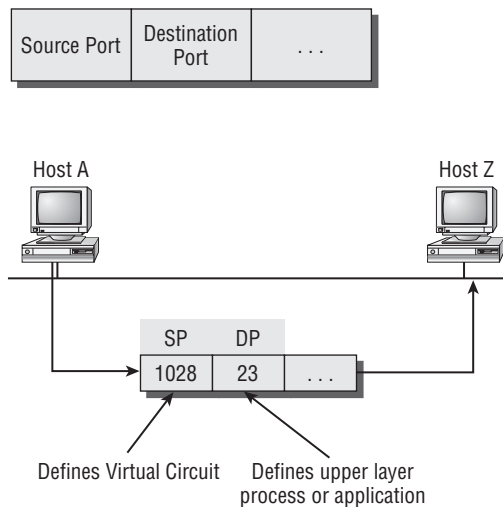 Source Port
Destination
Port
. . .
Host A
Host Z
SP
DP
1028
23
. . .
Defines Virtual Circuit
Defines upper layer
process or application